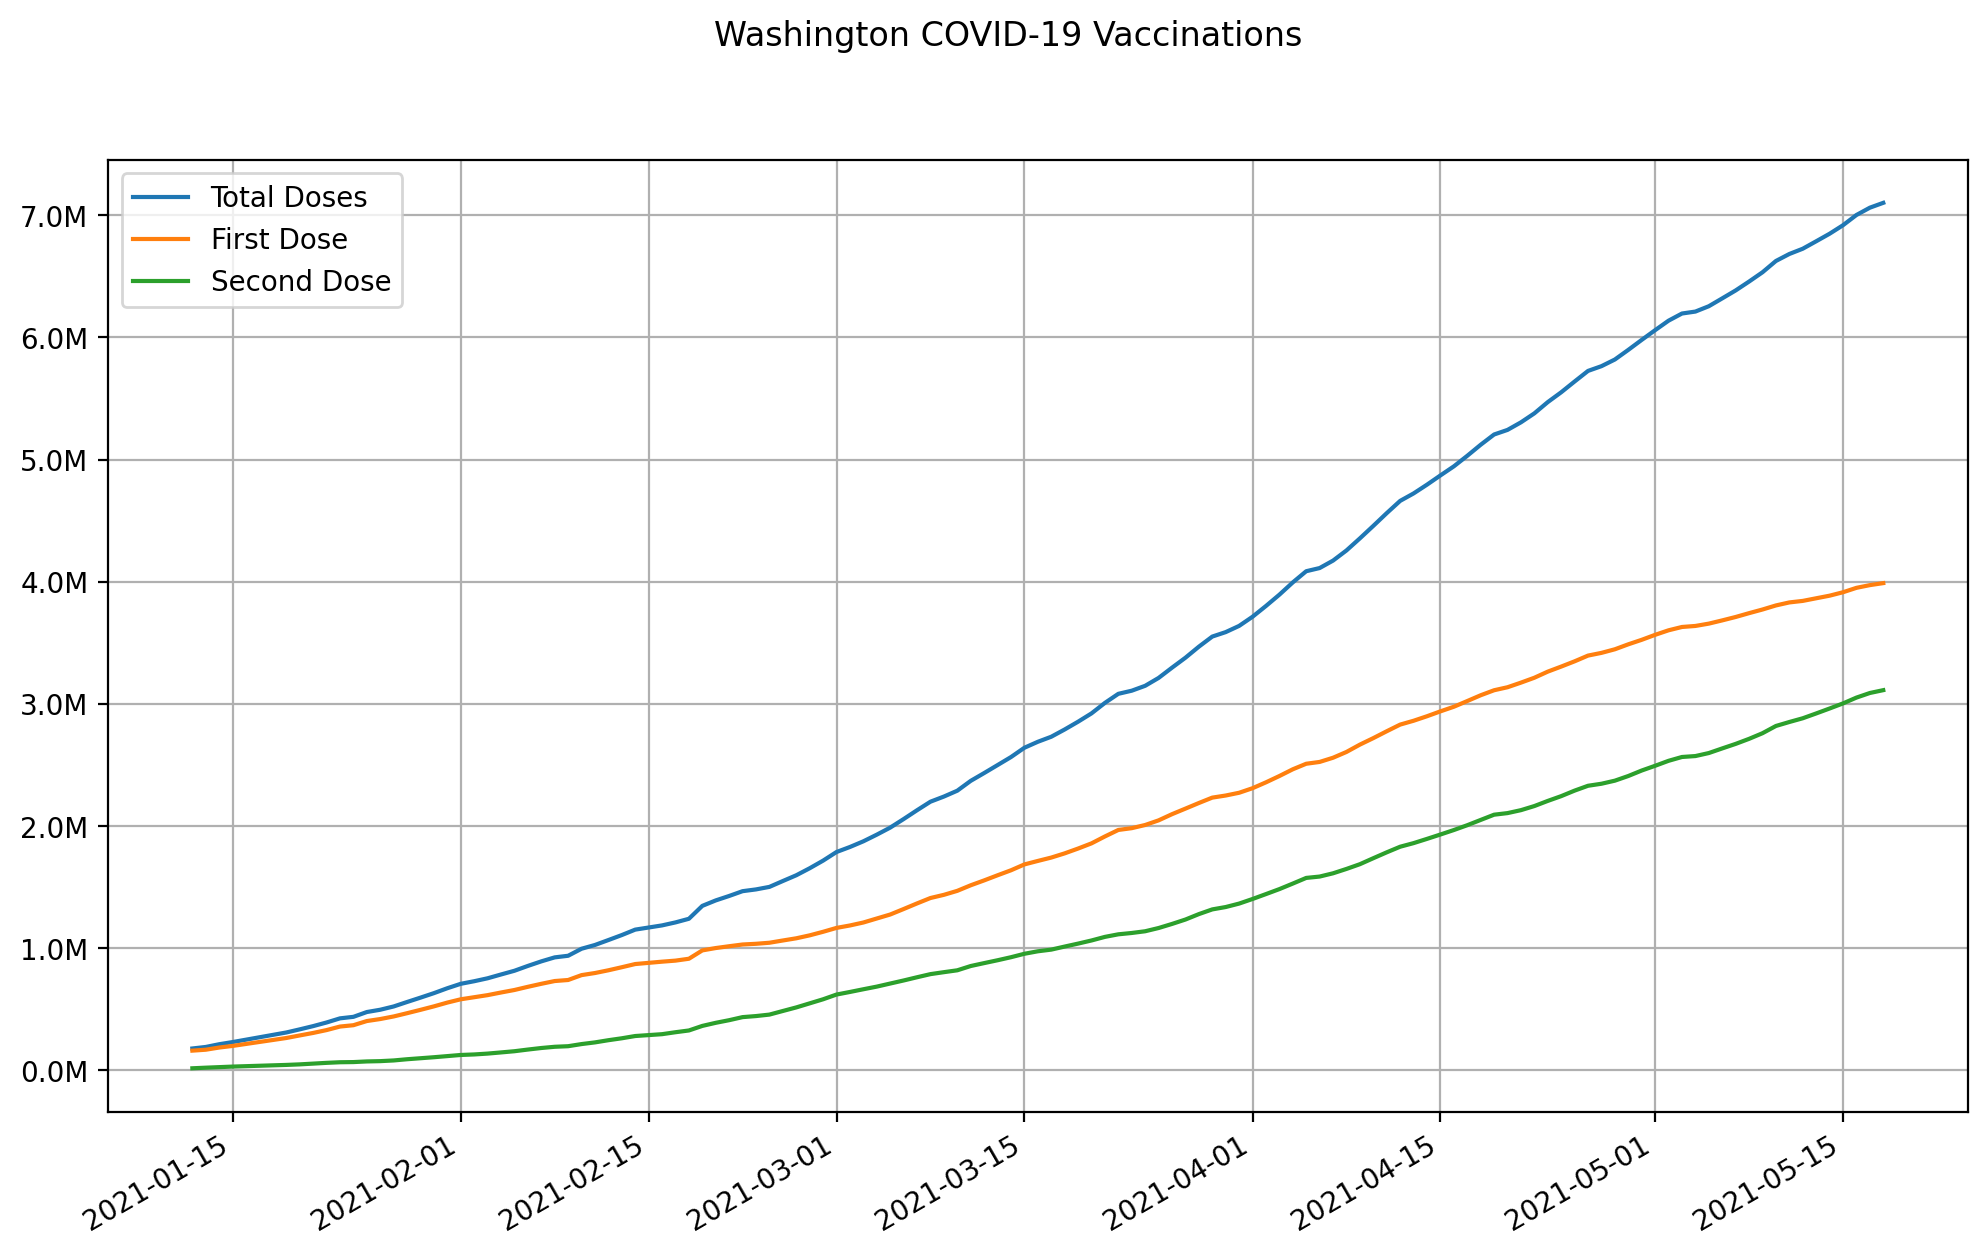 Washington COVID-19 Vaccinations
Total Doses
First Dose
Second Dose
7.0M
6.0M
5.0M
4.0M
3.0M
2.0M
1.0M
0.0M
2021-01-15
2021-02-01
2021-02-15
2021-03-01
2021-03-15
2021-04-01
2021-04-15
2021-05-01
2021-05-15